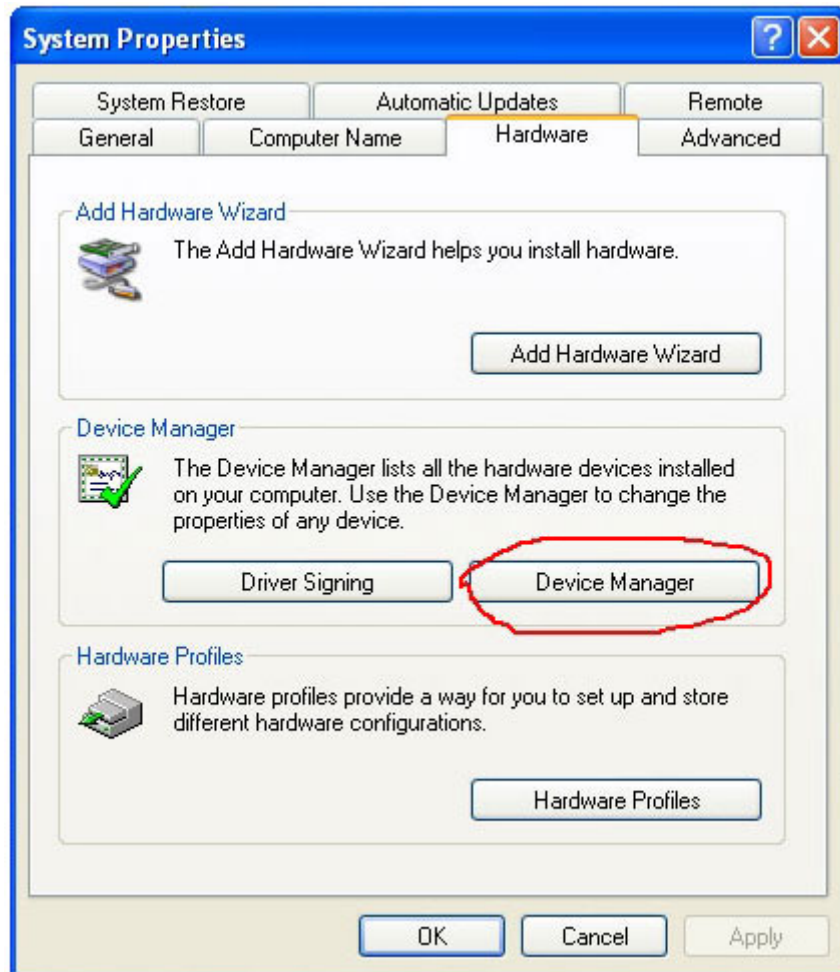 System Properties
System Restore
Automatic Updates
Remote
General
Computer Name
Hardware
Advanced
Add Hardware Wizard
The Add Hardware Wizard helps you install hardware.
Add Hardware Wizard
Device Manager
The Device Manager lists all the hardware devices installed
on your computer. Use the Device Manager to change the
properties of any device.
Driver Signing
Device Manager
Hardware Profiles
Hardware profiles provide a way for you to set up and store
different hardware configurations.
Hardware Profiles
OK
Cancel
Apply